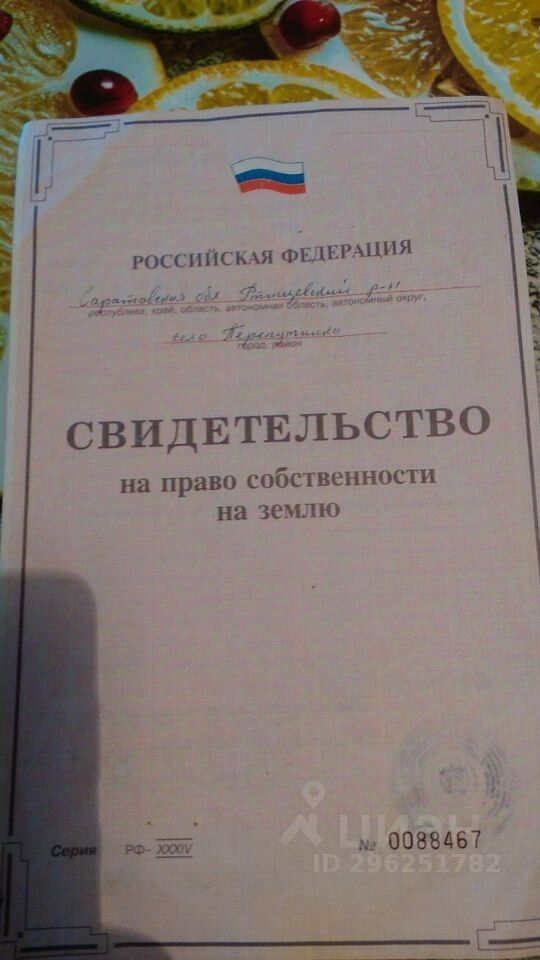 РОССИЙСКАЯ ФЕДЕРАЦИЯ
Саратовская обл Ртищевский р-н
республика, край, область, автономная область, автономный округ,
село Перепутинка
город, район
СВИДЕТЕЛЬСТВО
на право собственности
на землю
Серия РФ- XXXIV № 0088467
ЦИАН
ID 296251782